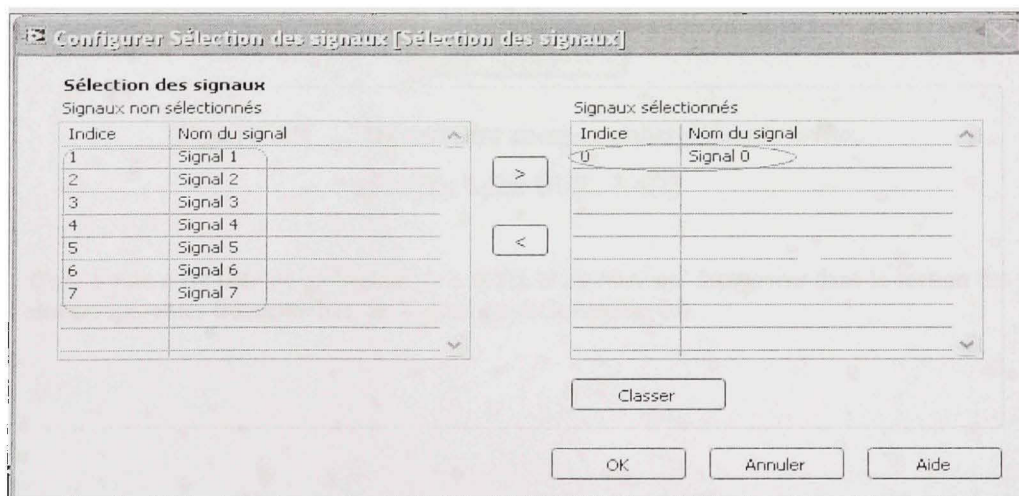 Configurer Sélection des signaux [Sélection des signaux]
Sélection des signaux
Signaux non sélectionnés
Indice Nom du signal
1 Signal 1
2 Signal 2
3 Signal 3
4 Signal 4
5 Signal 5
6 Signal 6
7 Signal 7
>
<
Signaux sélectionnés
Indice Nom du signal
0 Signal 0
Classer
OK Annuler Aide